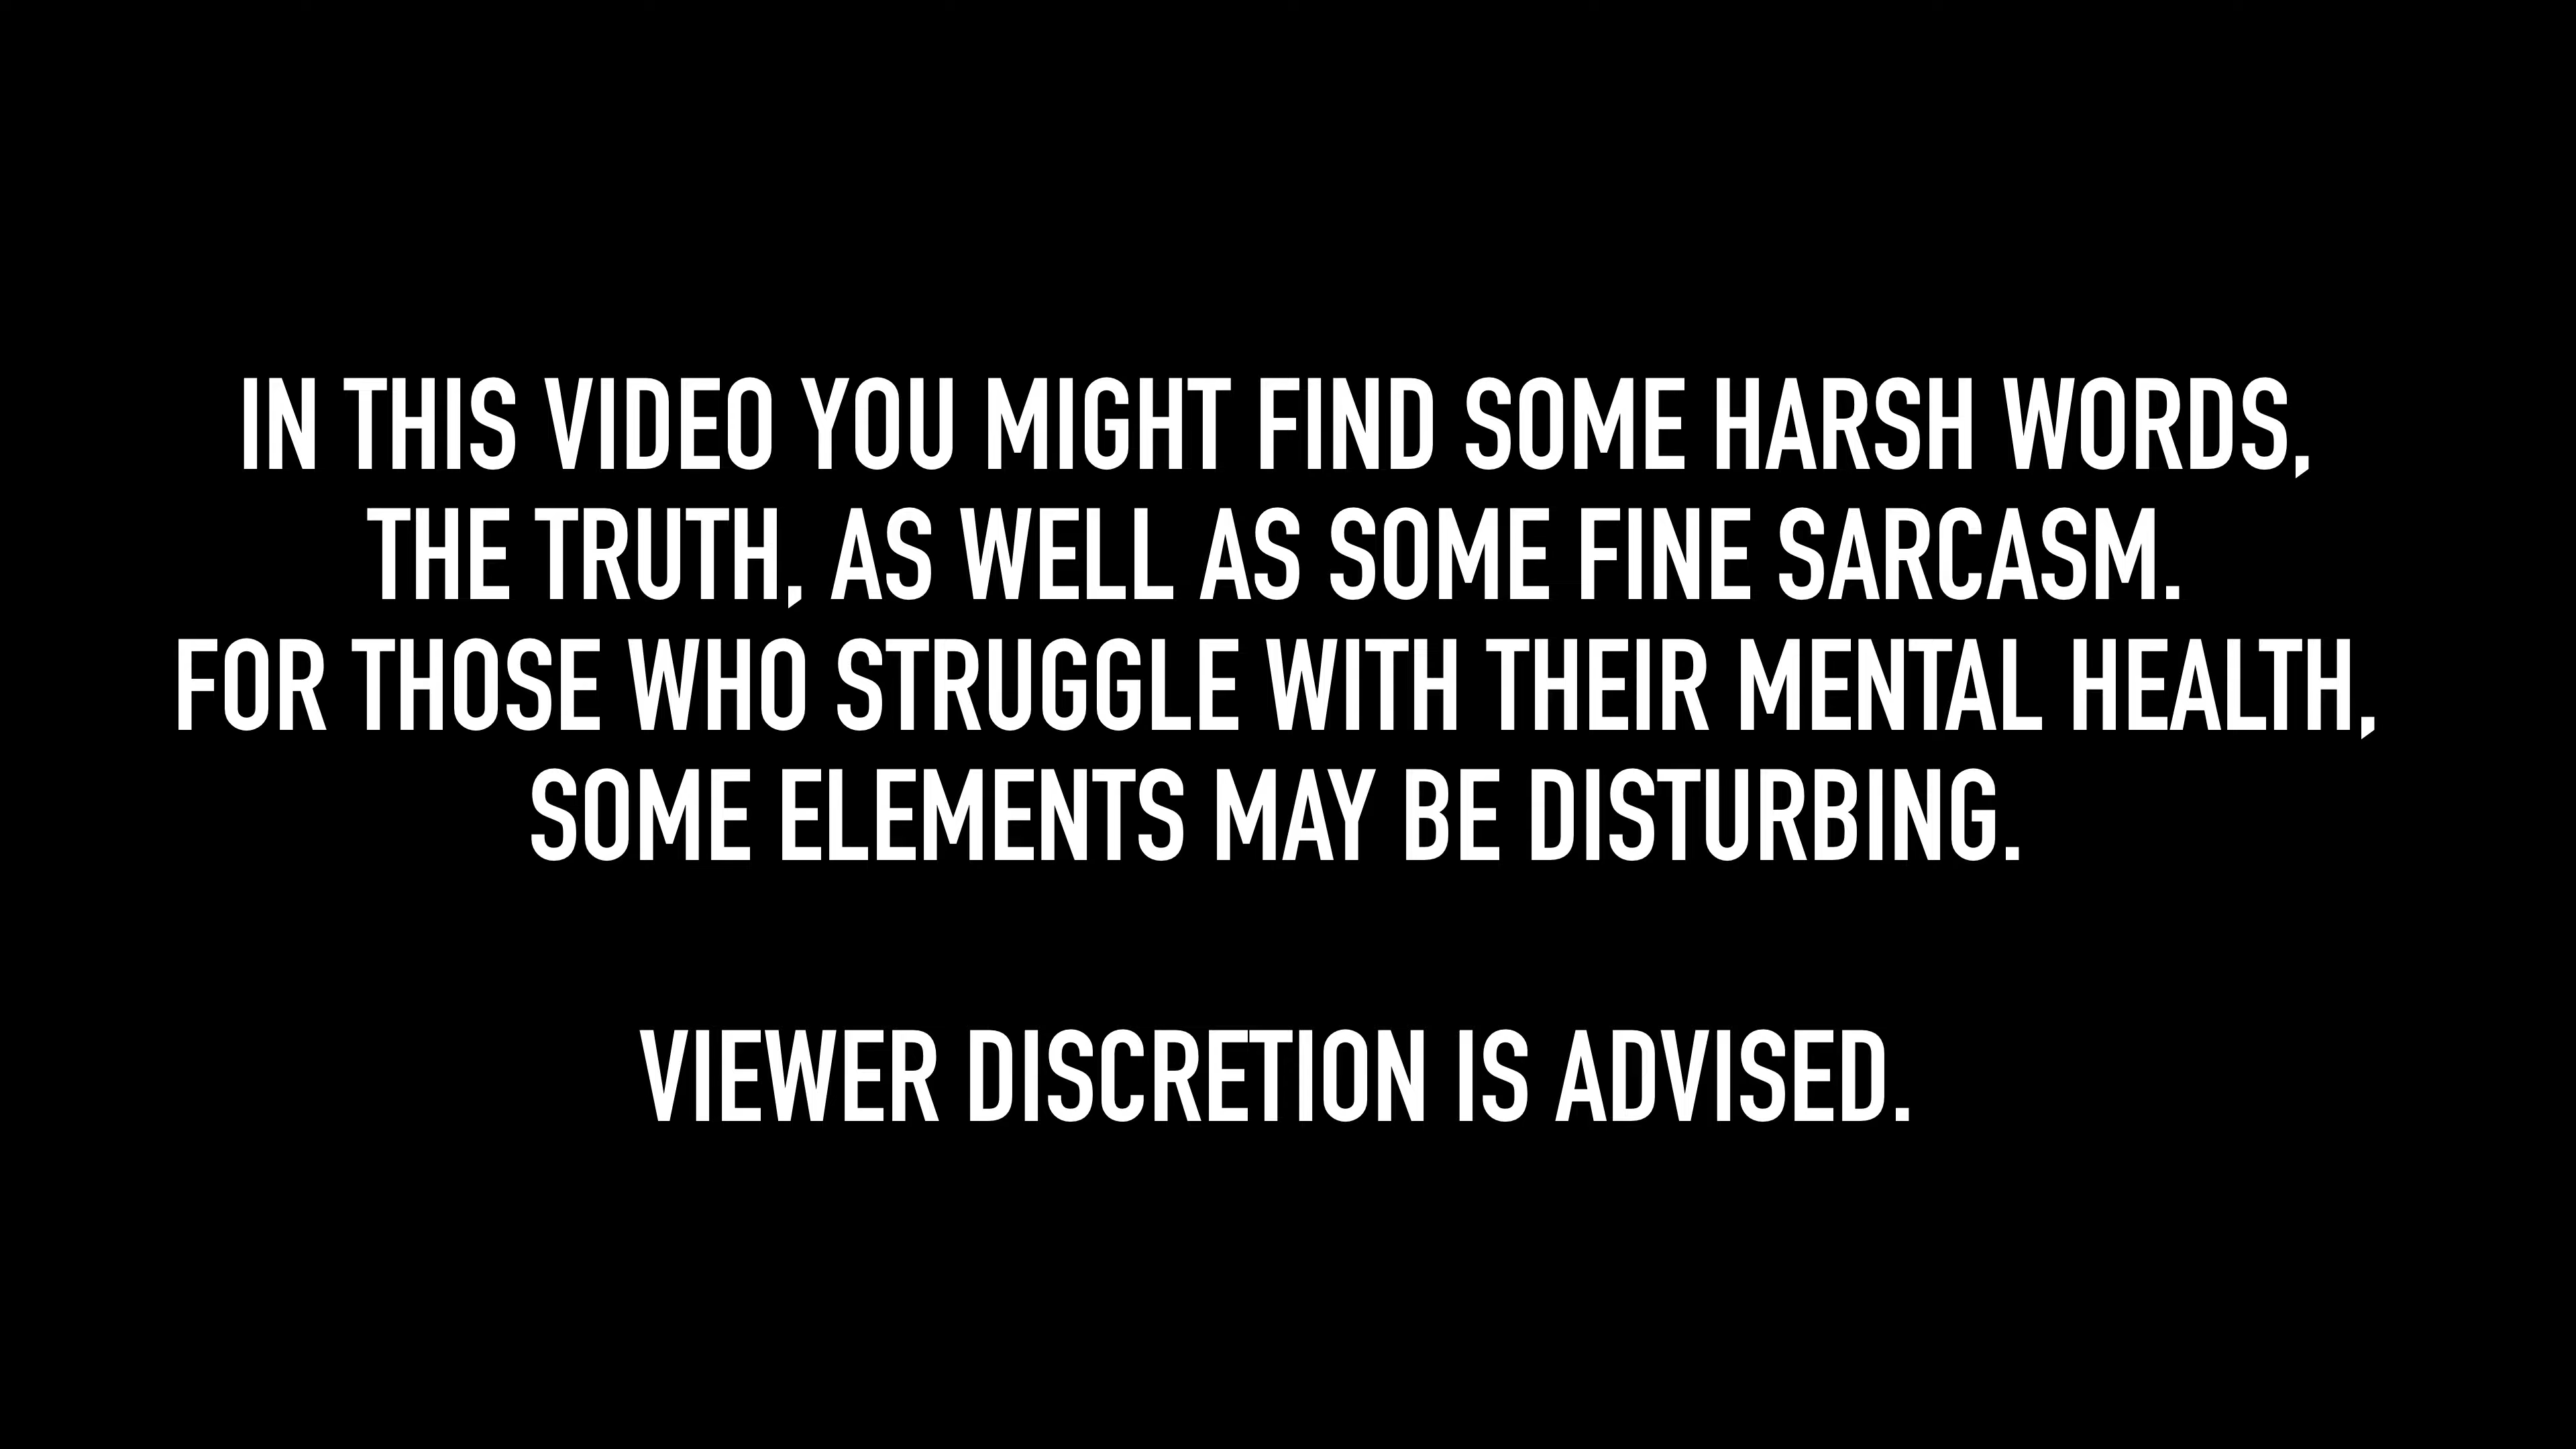 IN THIS VIDEO YOU MIGHT FIND SOME HARSH WORDS,
THE TRUTH, AS WELL AS SOME FINE SARCASM.
FOR THOSE WHO STRUGGLE WITH THEIR MENTAL HEALTH,
SOME ELEMENTS MAY BE DISTURBING.
VIEWER DISCRETION IS ADVISED.